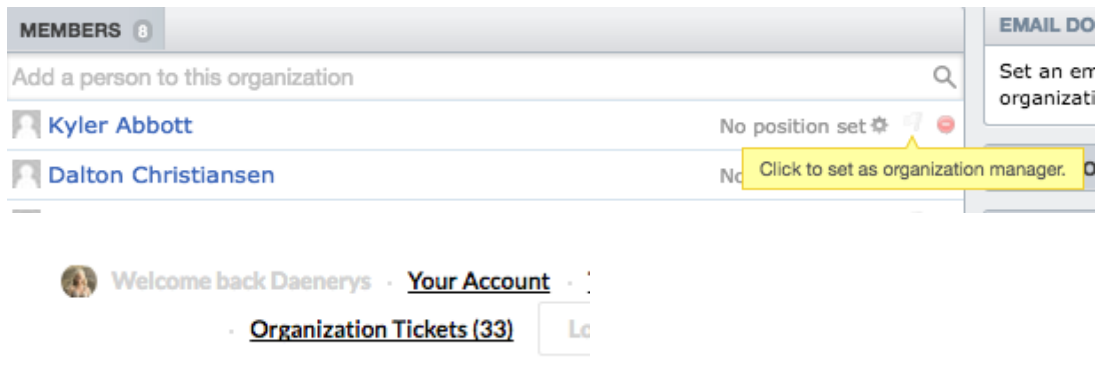 MEMBERS 8
EMAIL DO
Add a person to this organization
Set an em
organizati
Kyler Abbott
No position set
Dalton Christiansen
No
Click to set as organization manager.
Welcome back Daenerys · Your Account ·
· Organization Tickets (33)
Lo